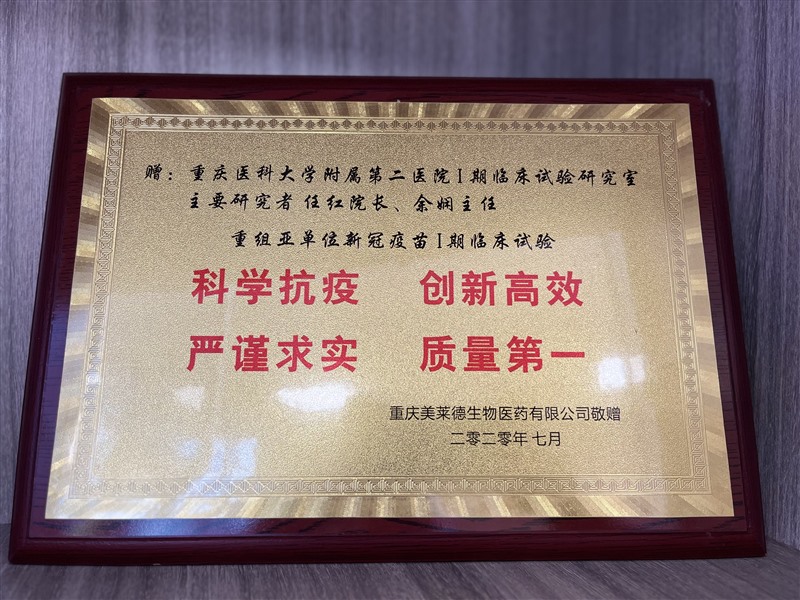 赠：重庆医科大学附属第二医院I期临床试验研究室
主要研究者 任红院长、余娴主任
重组亚单位新冠疫苗I期临床试验
科学抗疫 创新高效
严谨求实 质量第一
重庆美莱德生物医药有限公司敬赠
二零二零年七月